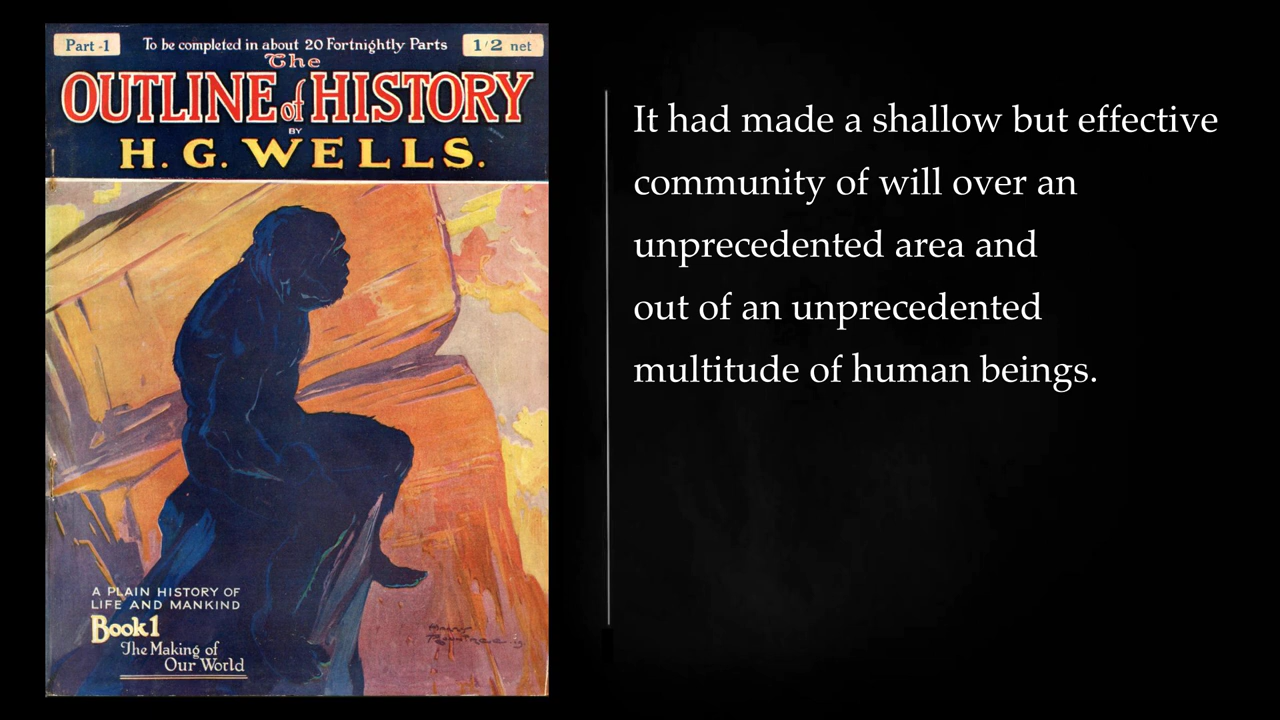 Part -1
To be completed in about 20 Fortnightly Parts
1/2 net
The
OUTLINE of HISTORY
BY
H. G. WELLS.
A PLAIN HISTORY OF
LIFE AND MANKIND
Book 1
The Making of
Our World
It had made a shallow but effective
community of will over an
unprecedented area and
out of an unprecedented
multitude of human beings.